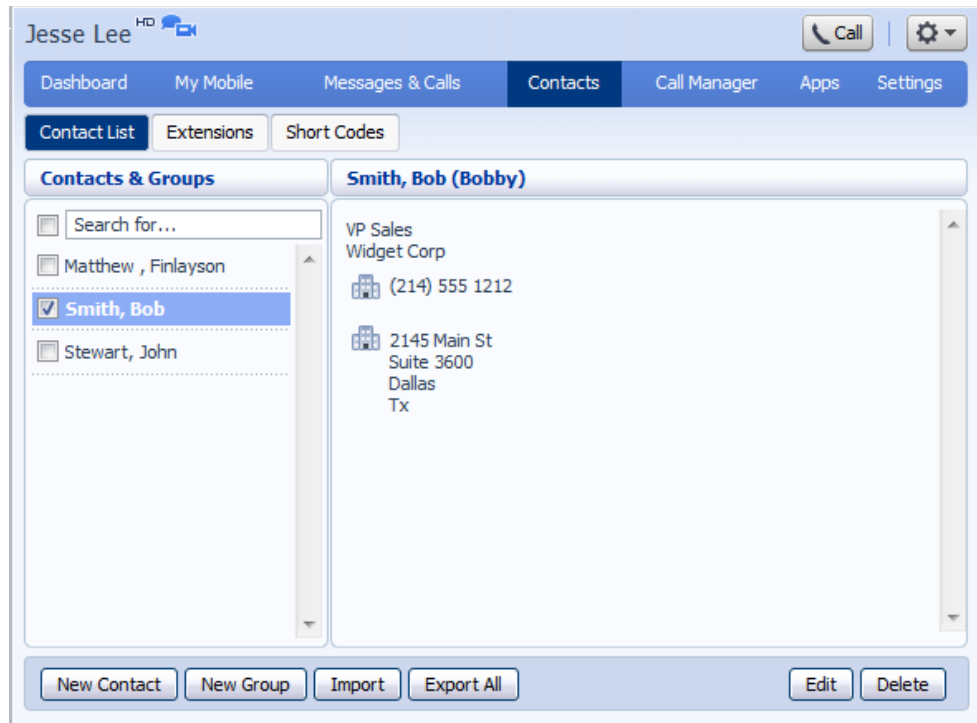 Jesse Lee HD
Call
Dashboard My Mobile Messages & Calls Contacts Call Manager Apps Settings
Contact List Extensions Short Codes
Contacts & Groups
Search for...
Matthew , Finlayson
Smith, Bob
Stewart, John
Smith, Bob (Bobby)
VP Sales
Widget Corp
(214) 555 1212
2145 Main St
Suite 3600
Dallas
Tx
New Contact New Group Import Export All Edit Delete